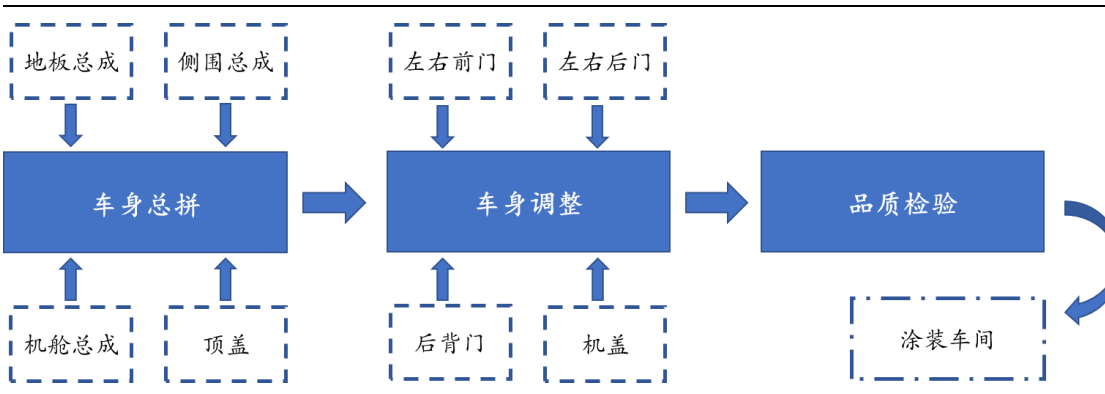 地板总成
侧围总成
左右前门
左右后门
车身总拼
车身调整
品质检验
机舱总成
顶盖
后背门
机盖
涂装车间